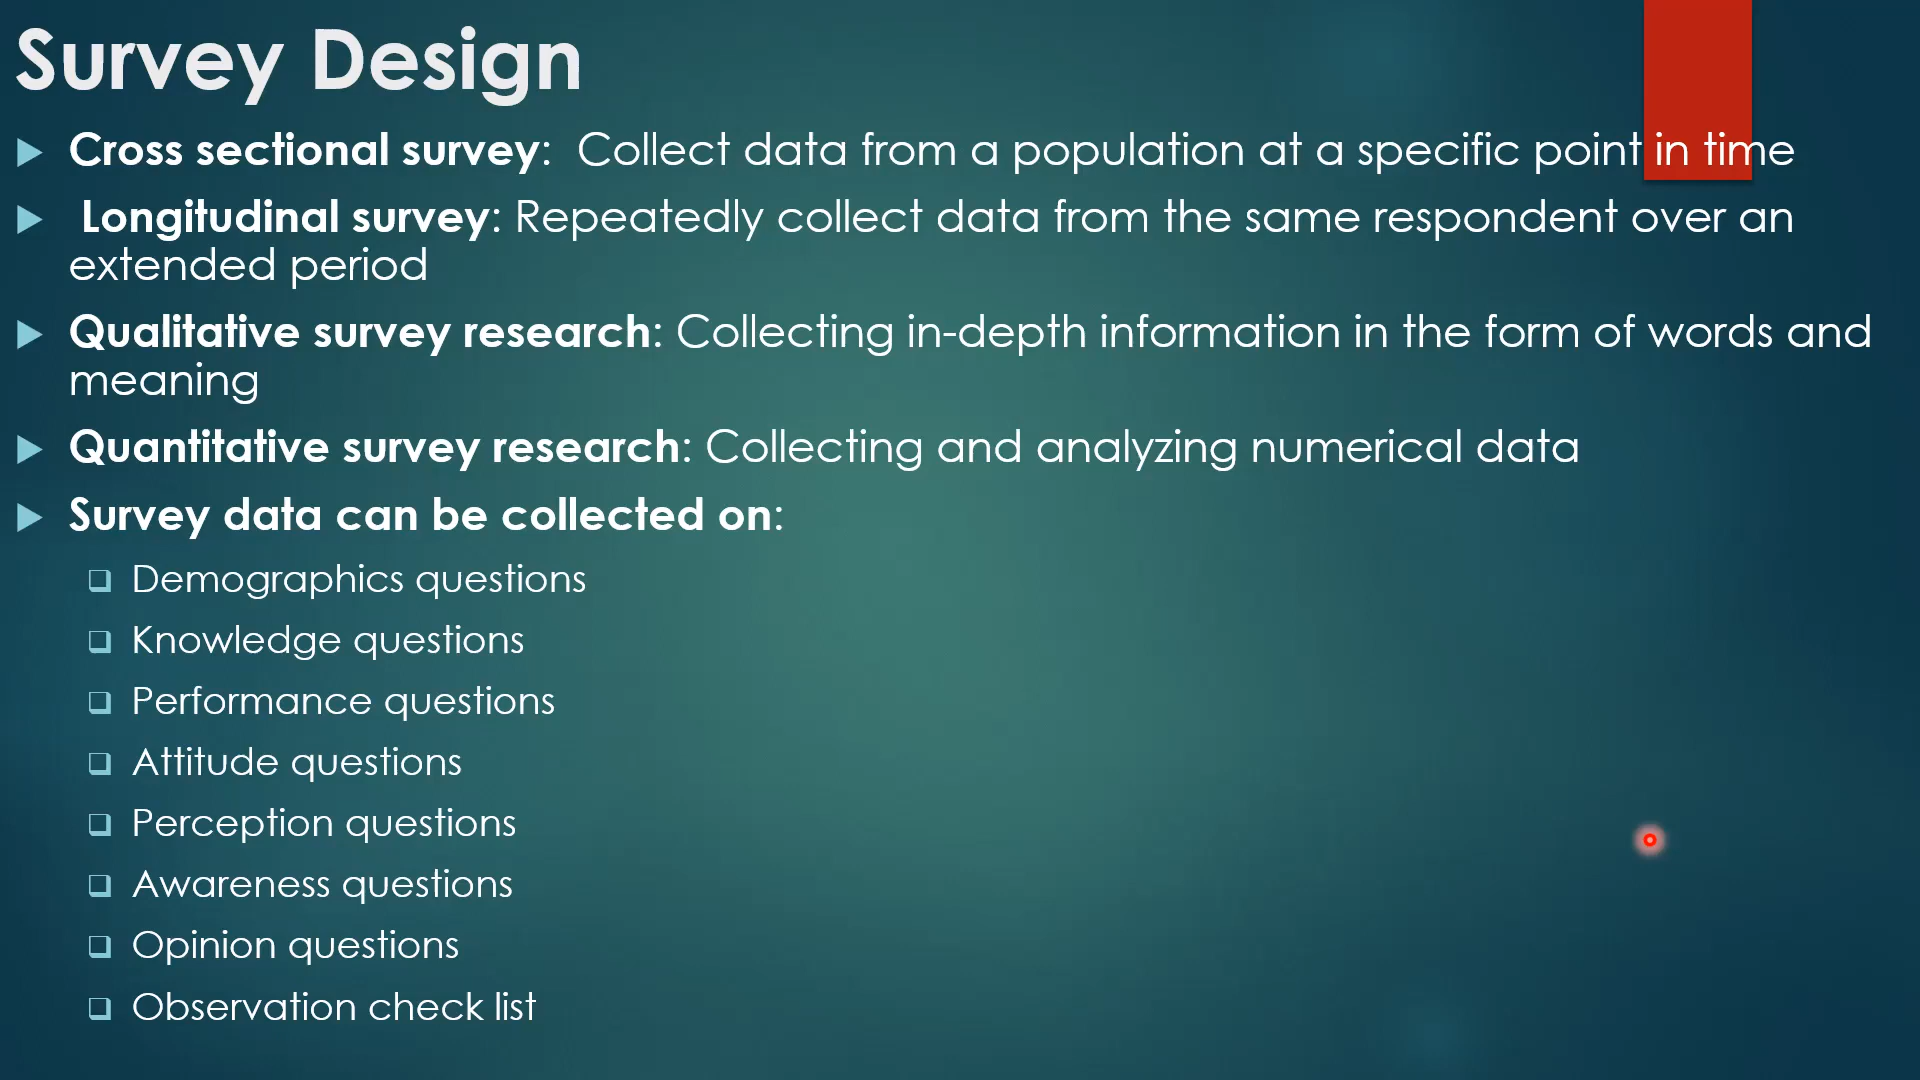 Survey Design
Cross sectional survey: Collect data from a population at a specific point in time
Longitudinal survey: Repeatedly collect data from the same respondent over an
extended period
Qualitative survey research: Collecting in-depth information in the form of words and
meaning
Quantitative survey research: Collecting and analyzing numerical data
Survey data can be collected on:
Demographics questions
Knowledge questions
Performance questions
Attitude questions
Perception questions
Awareness questions
Opinion questions
Observation check list